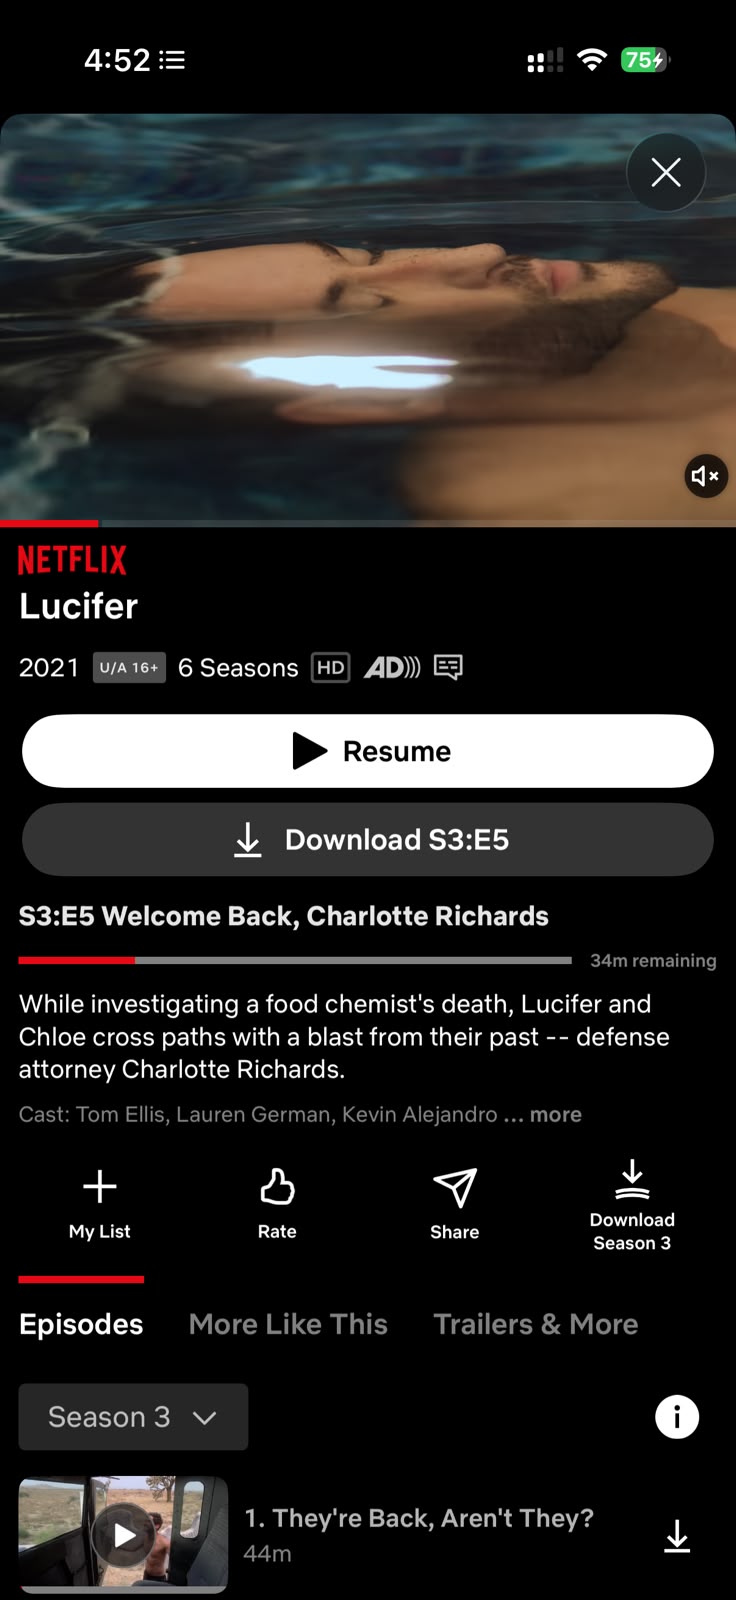 4:52
75
NETFLIX
Lucifer
2021 U/A 16+ 6 Seasons HD AD)))
Resume
Download S3:E5
S3:E5 Welcome Back, Charlotte Richards
34m remaining
While investigating a food chemist's death, Lucifer and
Chloe cross paths with a blast from their past -- defense
attorney Charlotte Richards.
Cast: Tom Ellis, Lauren German, Kevin Alejandro ... more
My List
Rate
Share
Download
Season 3
Episodes More Like This Trailers & More
Season 3
i
1. They're Back, Aren't They?
44m